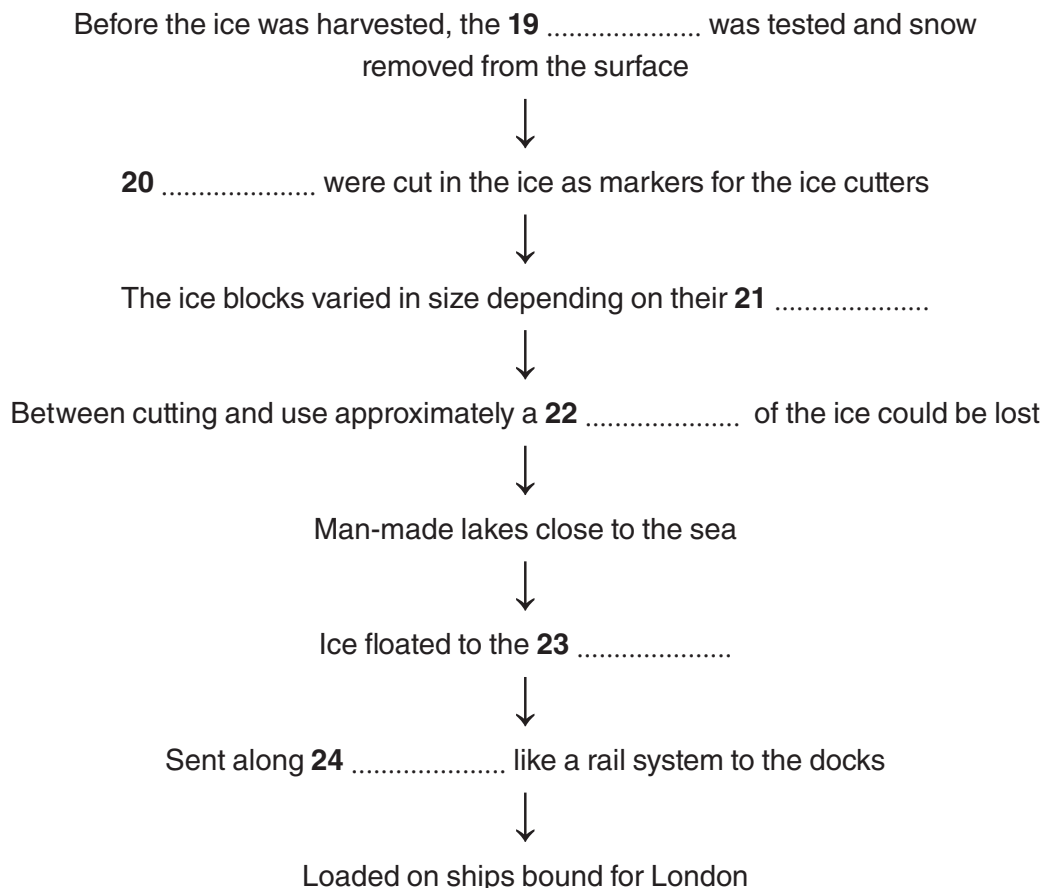 Before the ice was harvested, the 19 ..................... was tested and snow
removed from the surface
↓
20 ..................... were cut in the ice as markers for the ice cutters
↓
The ice blocks varied in size depending on their 21 .....................
↓
Between cutting and use approximately a 22 ..................... of the ice could be lost
↓
Man-made lakes close to the sea
↓
Ice floated to the 23 .....................
↓
Sent along 24 ..................... like a rail system to the docks
↓
Loaded on ships bound for London